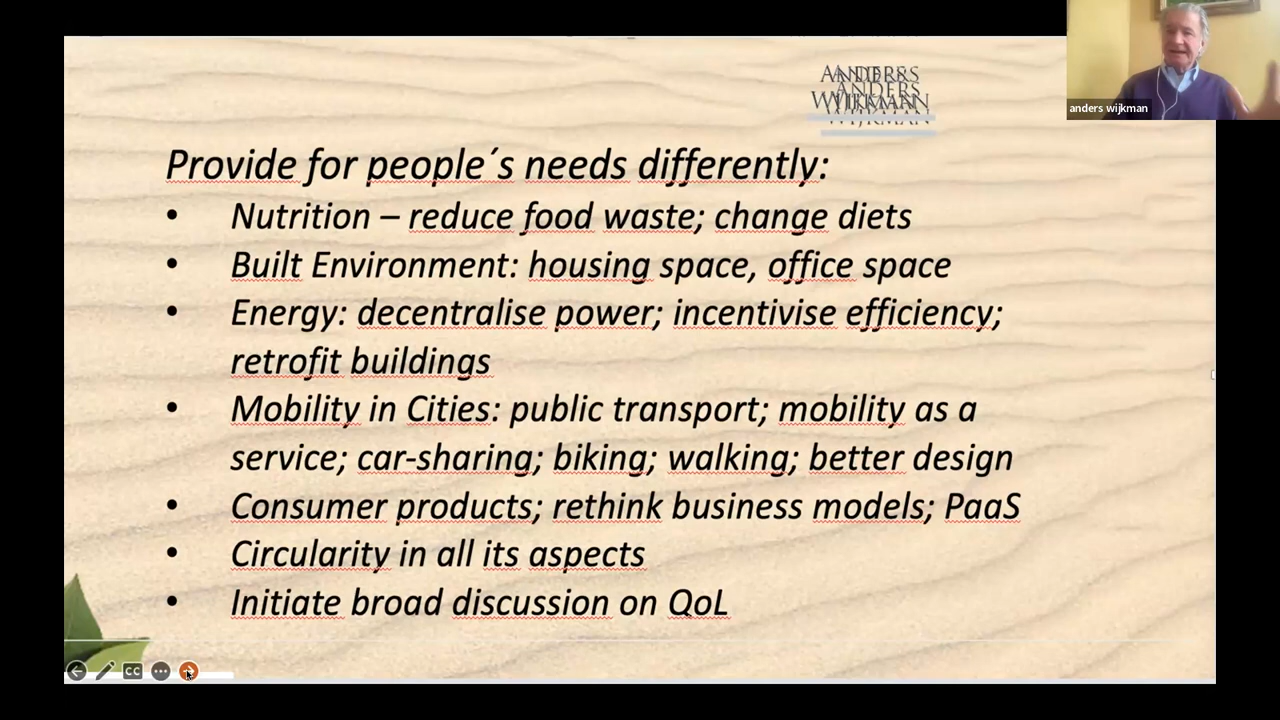 ANDERS
ANDERS
WIJKMAN
WIJKMAN
anders wijkman
Provide for people´s needs differently:
• Nutrition – reduce food waste; change diets
• Built Environment: housing space, office space
• Energy: decentralise power; incentivise efficiency;
retrofit buildings
• Mobility in Cities: public transport; mobility as a
service; car-sharing; biking; walking; better design
• Consumer products; rethink business models; PaaS
• Circularity in all its aspects
• Initiate broad discussion on QoL
CC